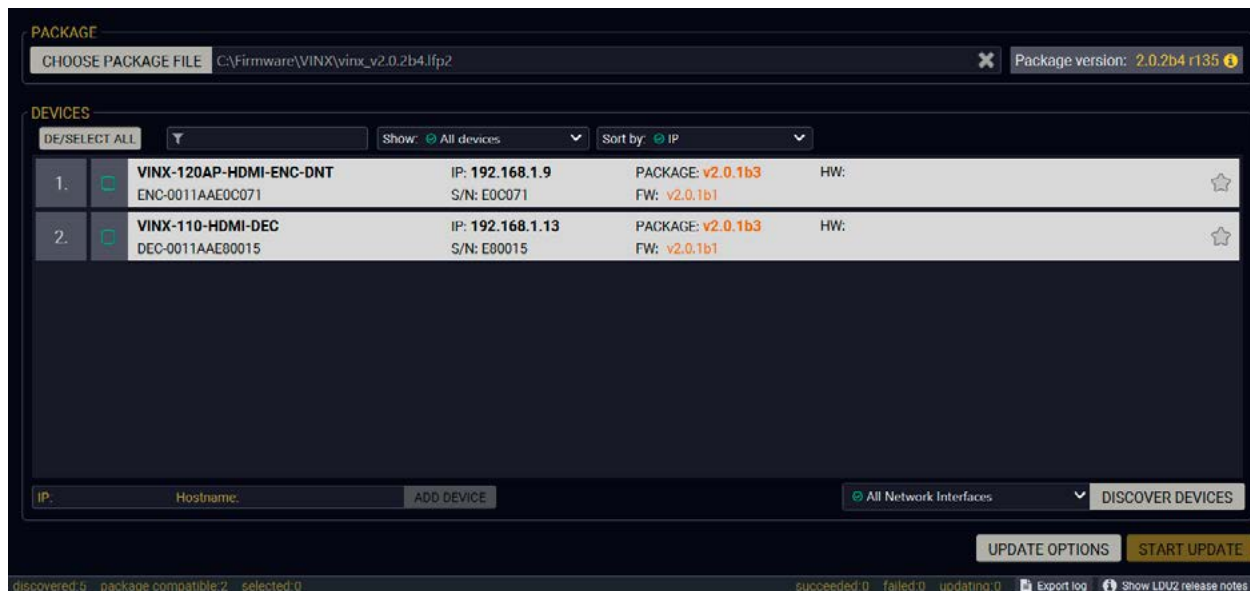 PACKAGE
CHOOSE PACKAGE FILE C:\Firmware\VINX\vinx_v2.0.2b4.lfp2 Package version: 2.0.2b4 r135
DEVICES
DE/SELECT ALL Show: All devices Sort by: IP
1. VINX-120AP-HDMI-ENC-DNT IP: 192.168.1.9 PACKAGE: v2.0.1b3 HW:
ENC-0011AAE0C071 S/N: E0C071 FW: v2.0.1b1
2. VINX-110-HDMI-DEC IP: 192.168.1.13 PACKAGE: v2.0.1b3 HW:
DEC-0011AAE80015 S/N: E80015 FW: v2.0.1b1
IP: Hostname: ADD DEVICE All Network Interfaces DISCOVER DEVICES
UPDATE OPTIONS START UPDATE
discovered:5 package compatible:2 selected:0 succeeded:0 failed:0 updating:0 Export log Show LDU2 release notes